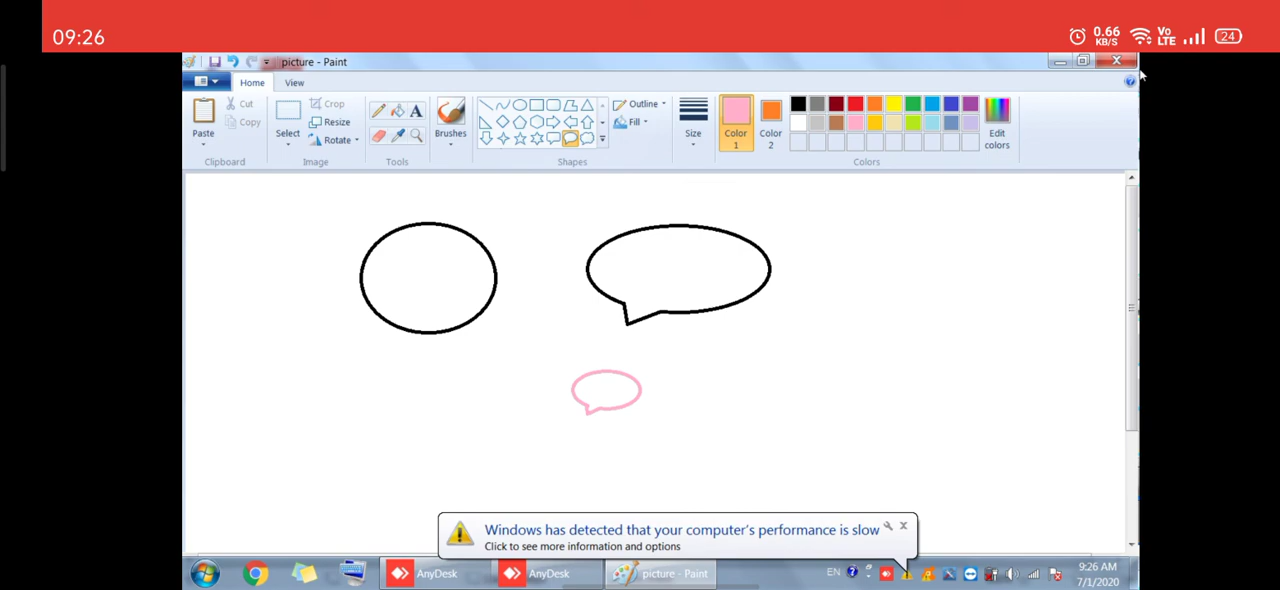 09:26
0.66
KB/S
Vo
LTE
24
picture - Paint
Home View
Paste
Cut
Copy
Clipboard
Select
Crop
Resize
Rotate
Image
A
Tools
Brushes
Outline
Fill
Shapes
Size
Color
1
Color
2
Edit
colors
Colors
Windows has detected that your computer's performance is slow
Click to see more information and options
AnyDesk
AnyDesk
picture - Paint
EN
9:26 AM
7/1/2020